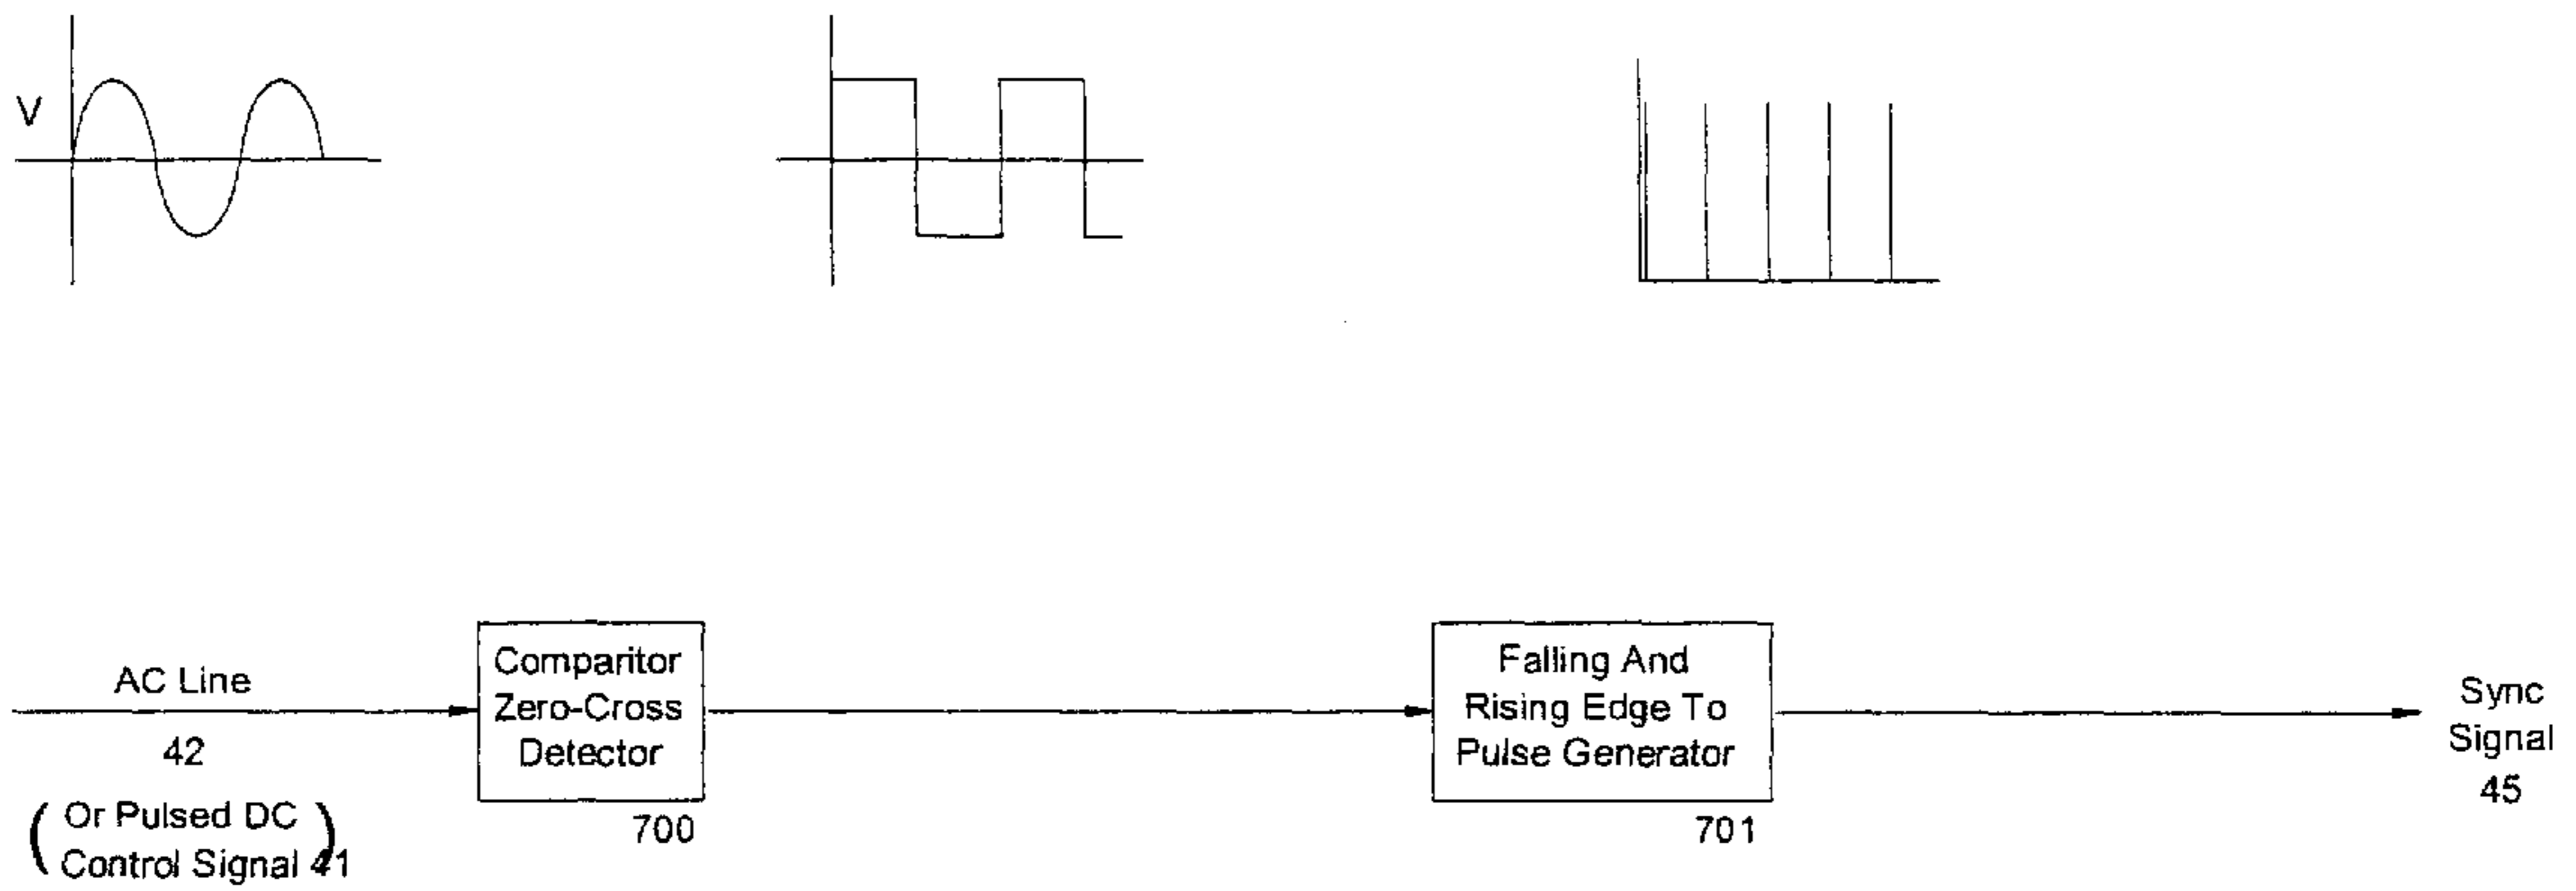 V
AC Line
42
( Or Pulsed DC
Control Signal 41 )
Comparitor
Zero-Cross
Detector
700
Falling And
Rising Edge To
Pulse Generator
701
Sync
Signal
45